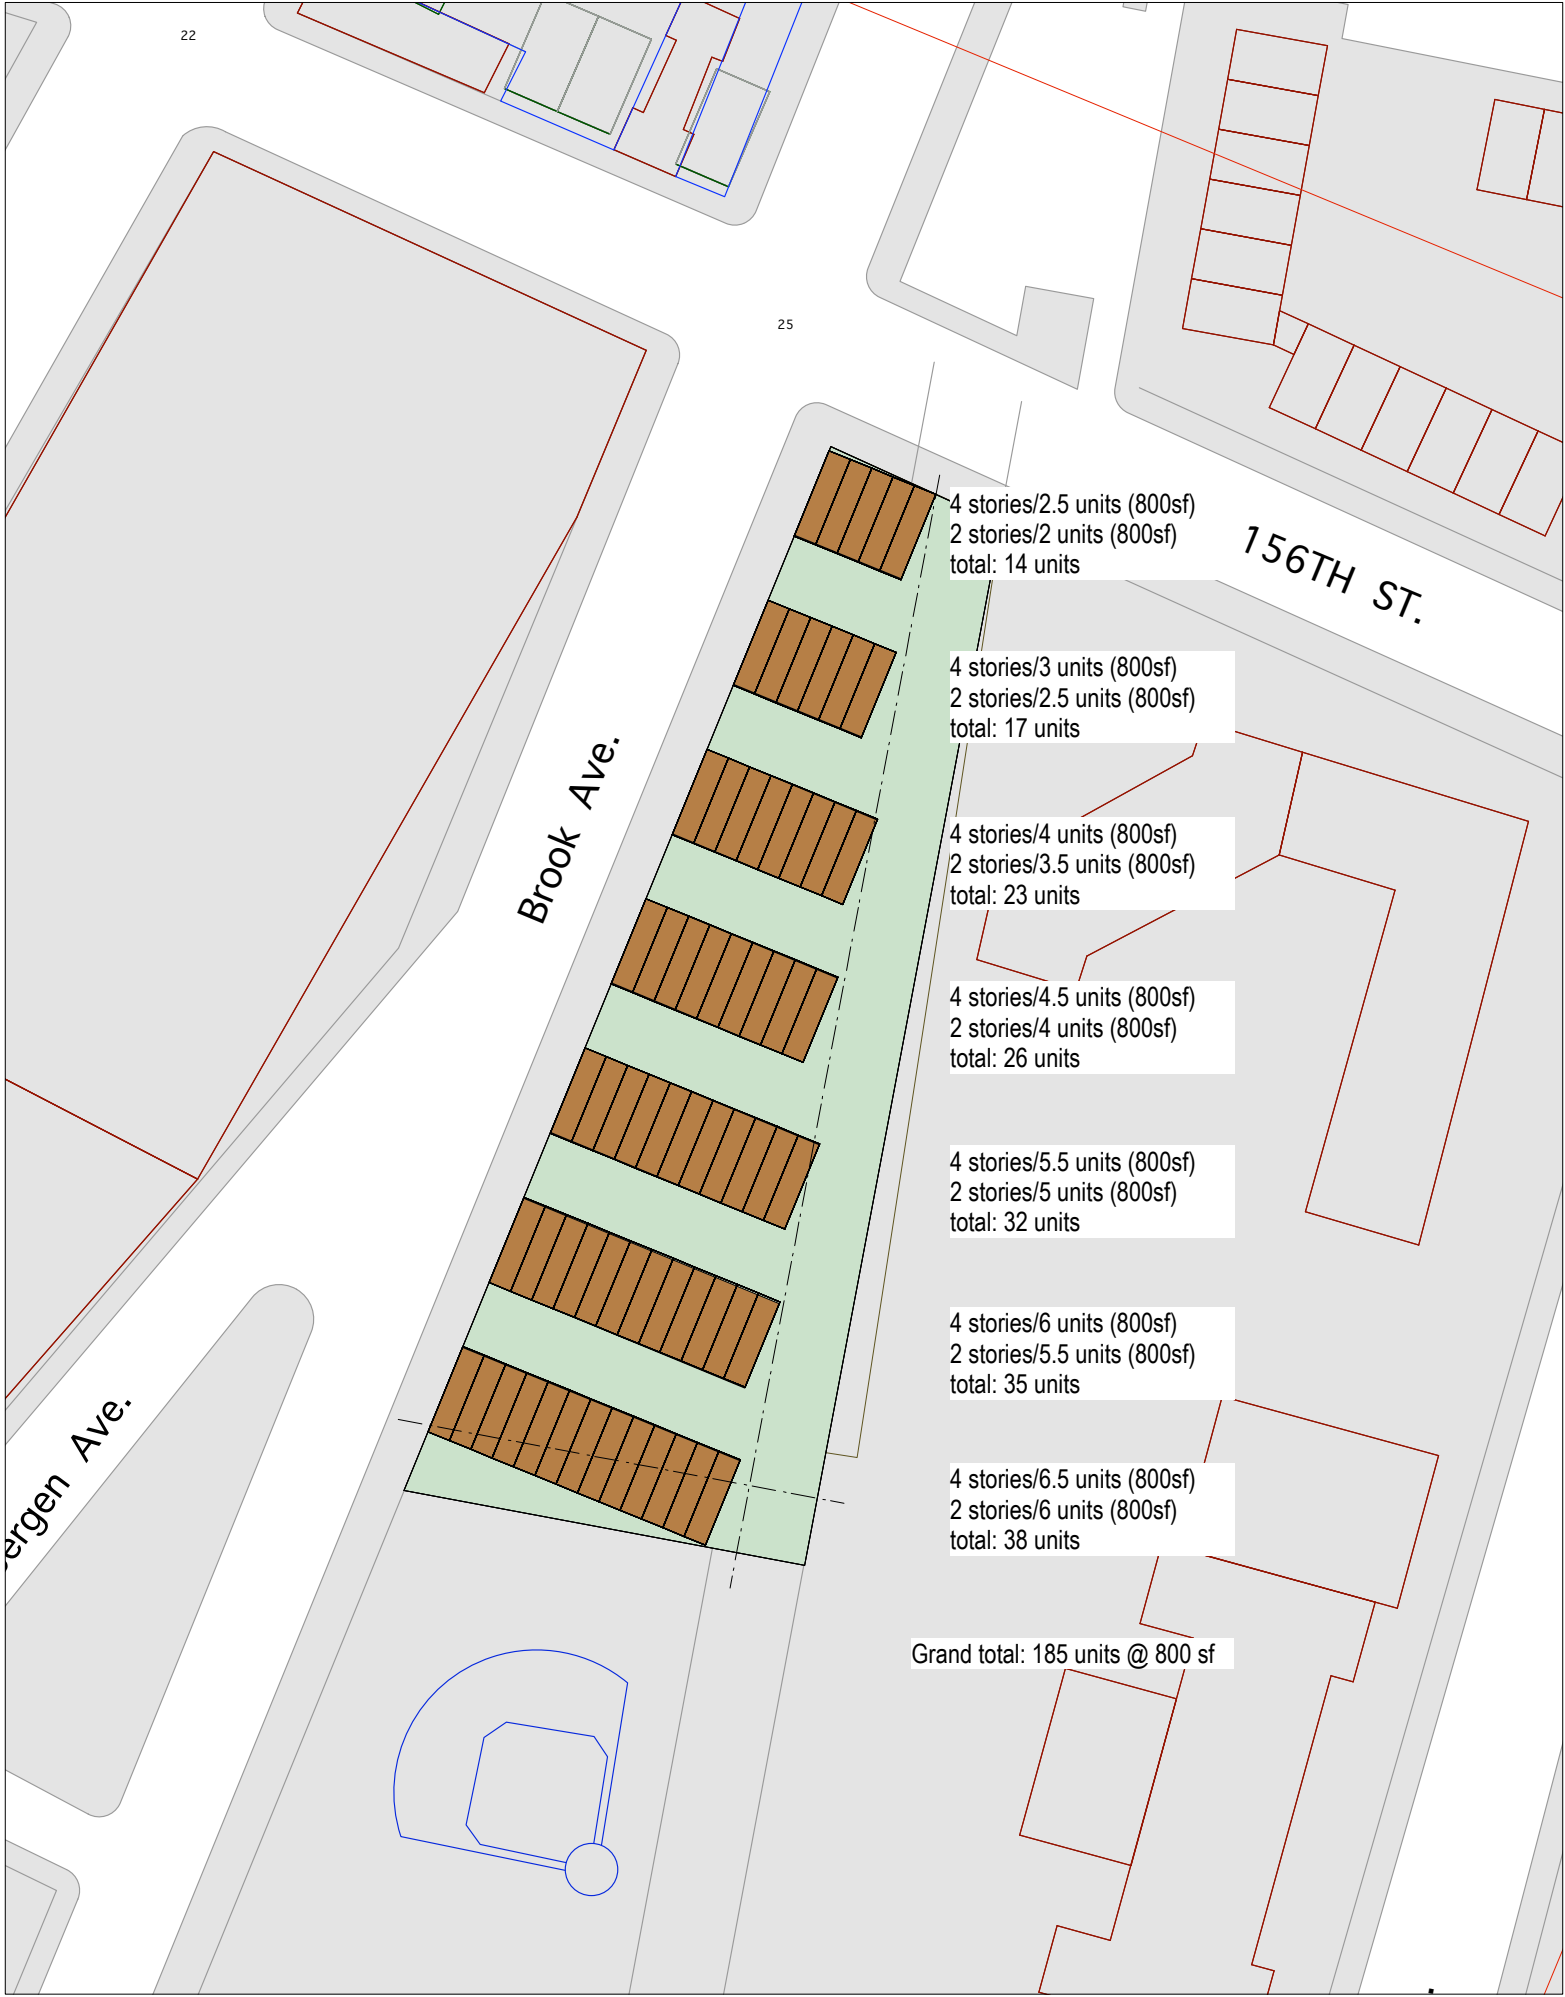 22
25
4 stories/2.5 units (800sf)
2 stories/2 units (800sf)
total: 14 units
156TH ST.
4 stories/3 units (800sf)
2 stories/2.5 units (800sf)
total: 17 units
Brook Ave.
4 stories/4 units (800sf)
2 stories/3.5 units (800sf)
total: 23 units
4 stories/4.5 units (800sf)
2 stories/4 units (800sf)
total: 26 units
4 stories/5.5 units (800sf)
2 stories/5 units (800sf)
total: 32 units
4 stories/6 units (800sf)
2 stories/5.5 units (800sf)
total: 35 units
ergen Ave.
4 stories/6.5 units (800sf)
2 stories/6 units (800sf)
total: 38 units
Grand total: 185 units @ 800 sf